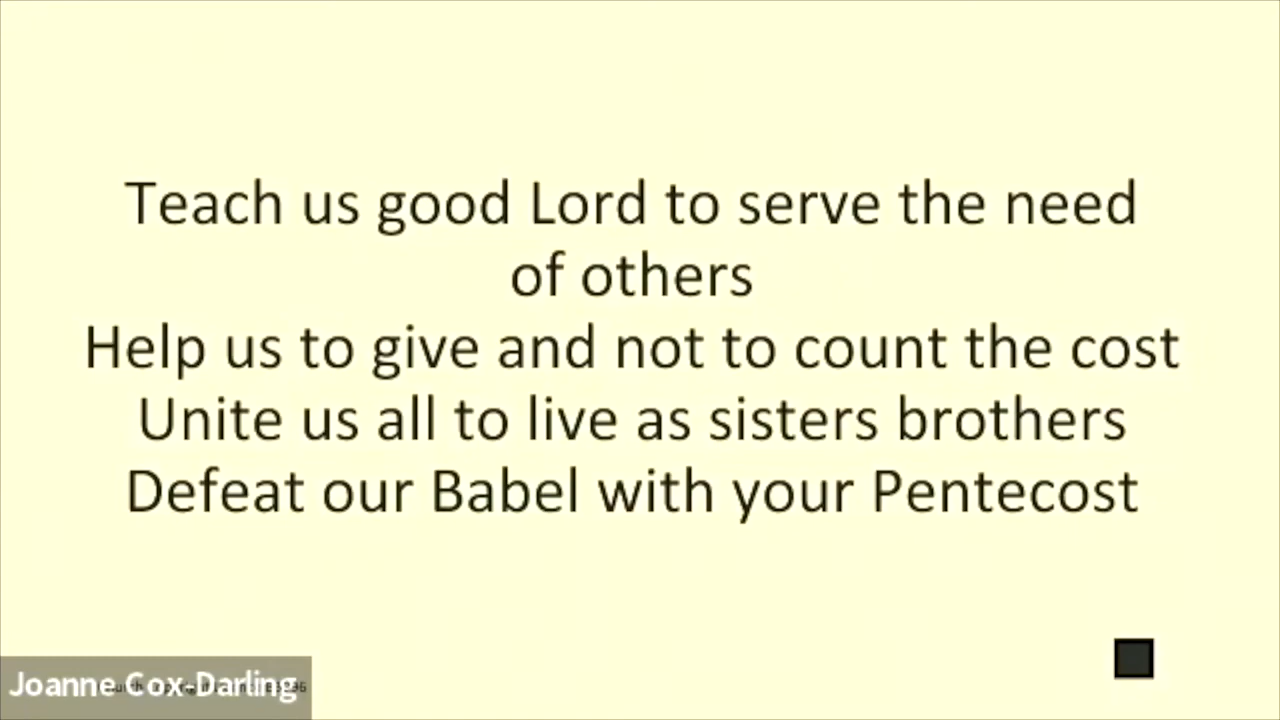 Teach us good Lord to serve the need
of others
Help us to give and not to count the cost
Unite us all to live as sisters brothers
Defeat our Babel with your Pentecost
Joanne Cox-Darling